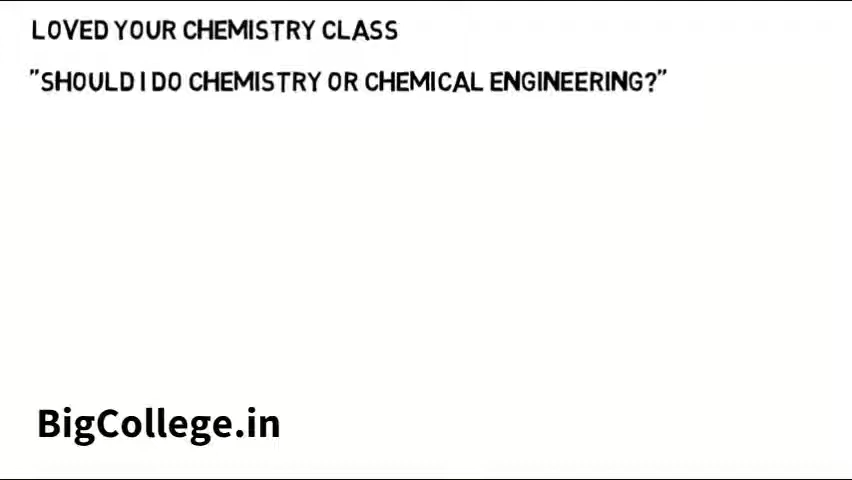 LOVED YOUR CHEMISTRY CLASS
"SHOULD I DO CHEMISTRY OR CHEMICAL ENGINEERING?"
BigCollege.in